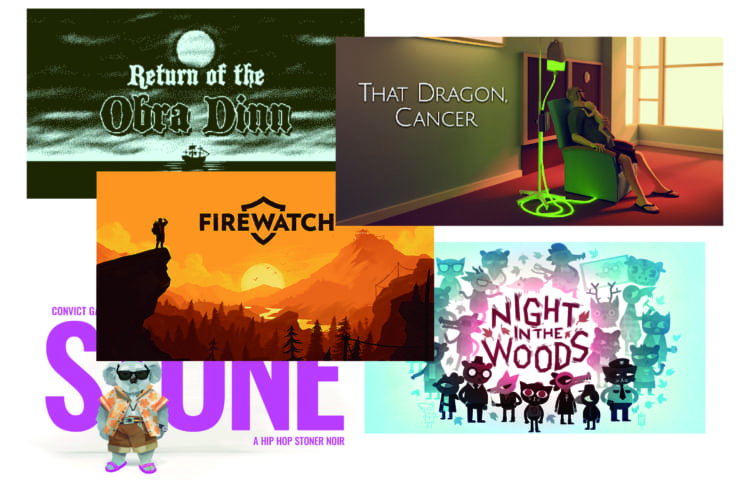 Return of the
Obra Dinn
THAT DRAGON,
CANCER
FIREWATCH
NIGHT
IN THE
WOODS
CONVICT GA
STONE
A HIP HOP STONER NOIR